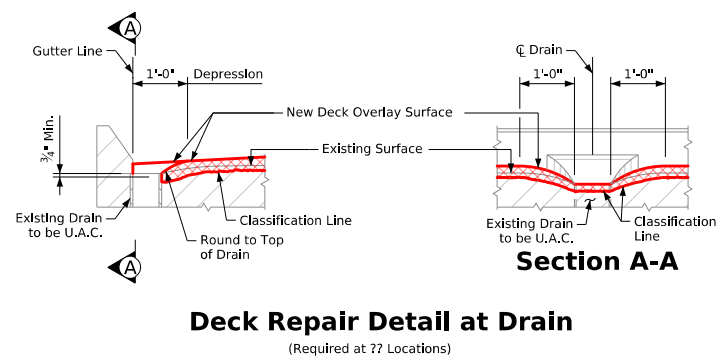 A
Gutter Line
1'-0"
Depression
¾" Min.
New Deck Overlay Surface
Existing Surface
Existing Drain
to be U.A.C.
Classification Line
Round to Top
of Drain
A
℄ Drain
1'-0"
1'-0"
Existing Drain
to be U.A.C.
Classification
Line
Section A-A
Deck Repair Detail at Drain
(Required at ?? Locations)